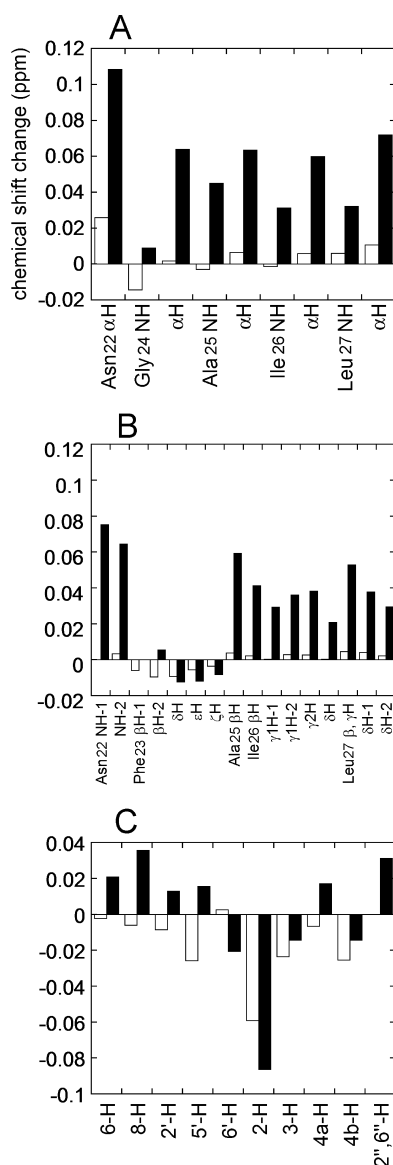 A
chemical shift change (ppm)
0.12
0.1
0.08
0.06
0.04
0.02
0
-0.02
Asn22 αH
Gly24 NH
αH
Ala25 NH
αH
Ile26 NH
αH
Leu27 NH
αH
B
0.12
0.1
0.08
0.06
0.04
0.02
0
-0.02
Asn22 NH-1
NH-2
Phe23 βH-1
βH-2
δH
εH
ζH
Ala25 βH
Ile26 βH
γ1H-1
γ1H-2
γ2H
δH
Leu27 β, γH
δH-1
δH-2
C
0.04
0.02
0
-0.02
-0.04
-0.06
-0.08
-0.1
6-H
8-H
2'-H
5'-H
6'-H
2-H
3-H
4a-H
4b-H
2",6"-H